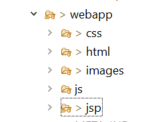 > webapp
> css
> html
> images
js
> jsp